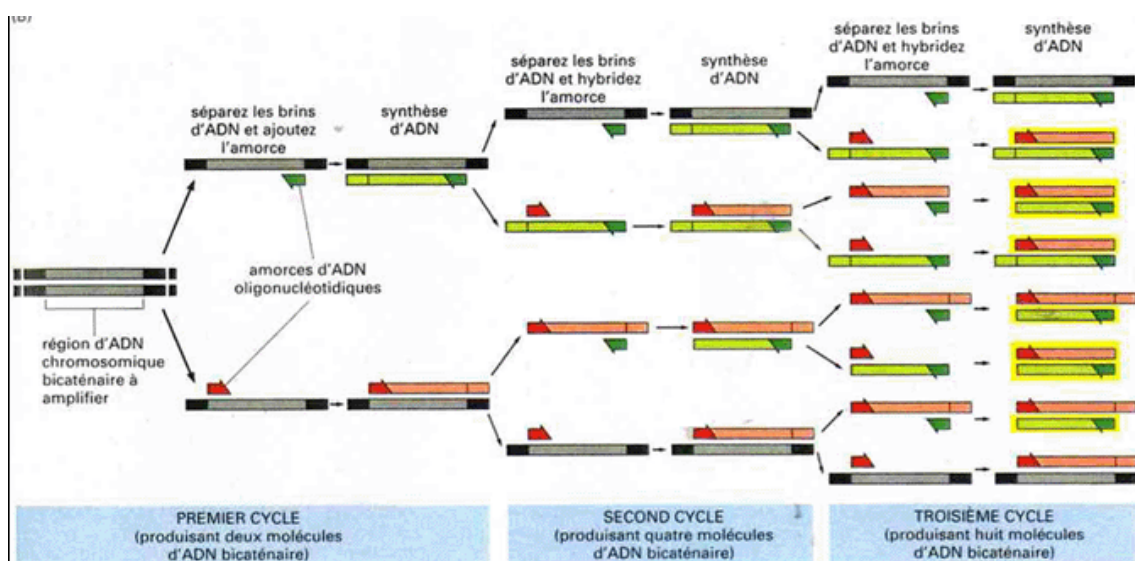 (B)
séparez les brins
d'ADN et ajoutez
l'amorce
synthèse
d'ADN
séparez les brins
d'ADN et hybridez
l'amorce
synthèse
d'ADN
séparez les brins
d'ADN et hybridez
l'amorce
synthèse
d'ADN
amorces d'ADN
oligonucléotidiques
région d'ADN
chromosomique
bicaténaire à
amplifier
PREMIER CYCLE
(produisant deux molécules
d'ADN bicaténaire)
SECOND CYCLE
(produisant quatre molécules
d'ADN bicaténaire)
TROISIÈME CYCLE
(produisant huit molécules
d'ADN bicaténaire)